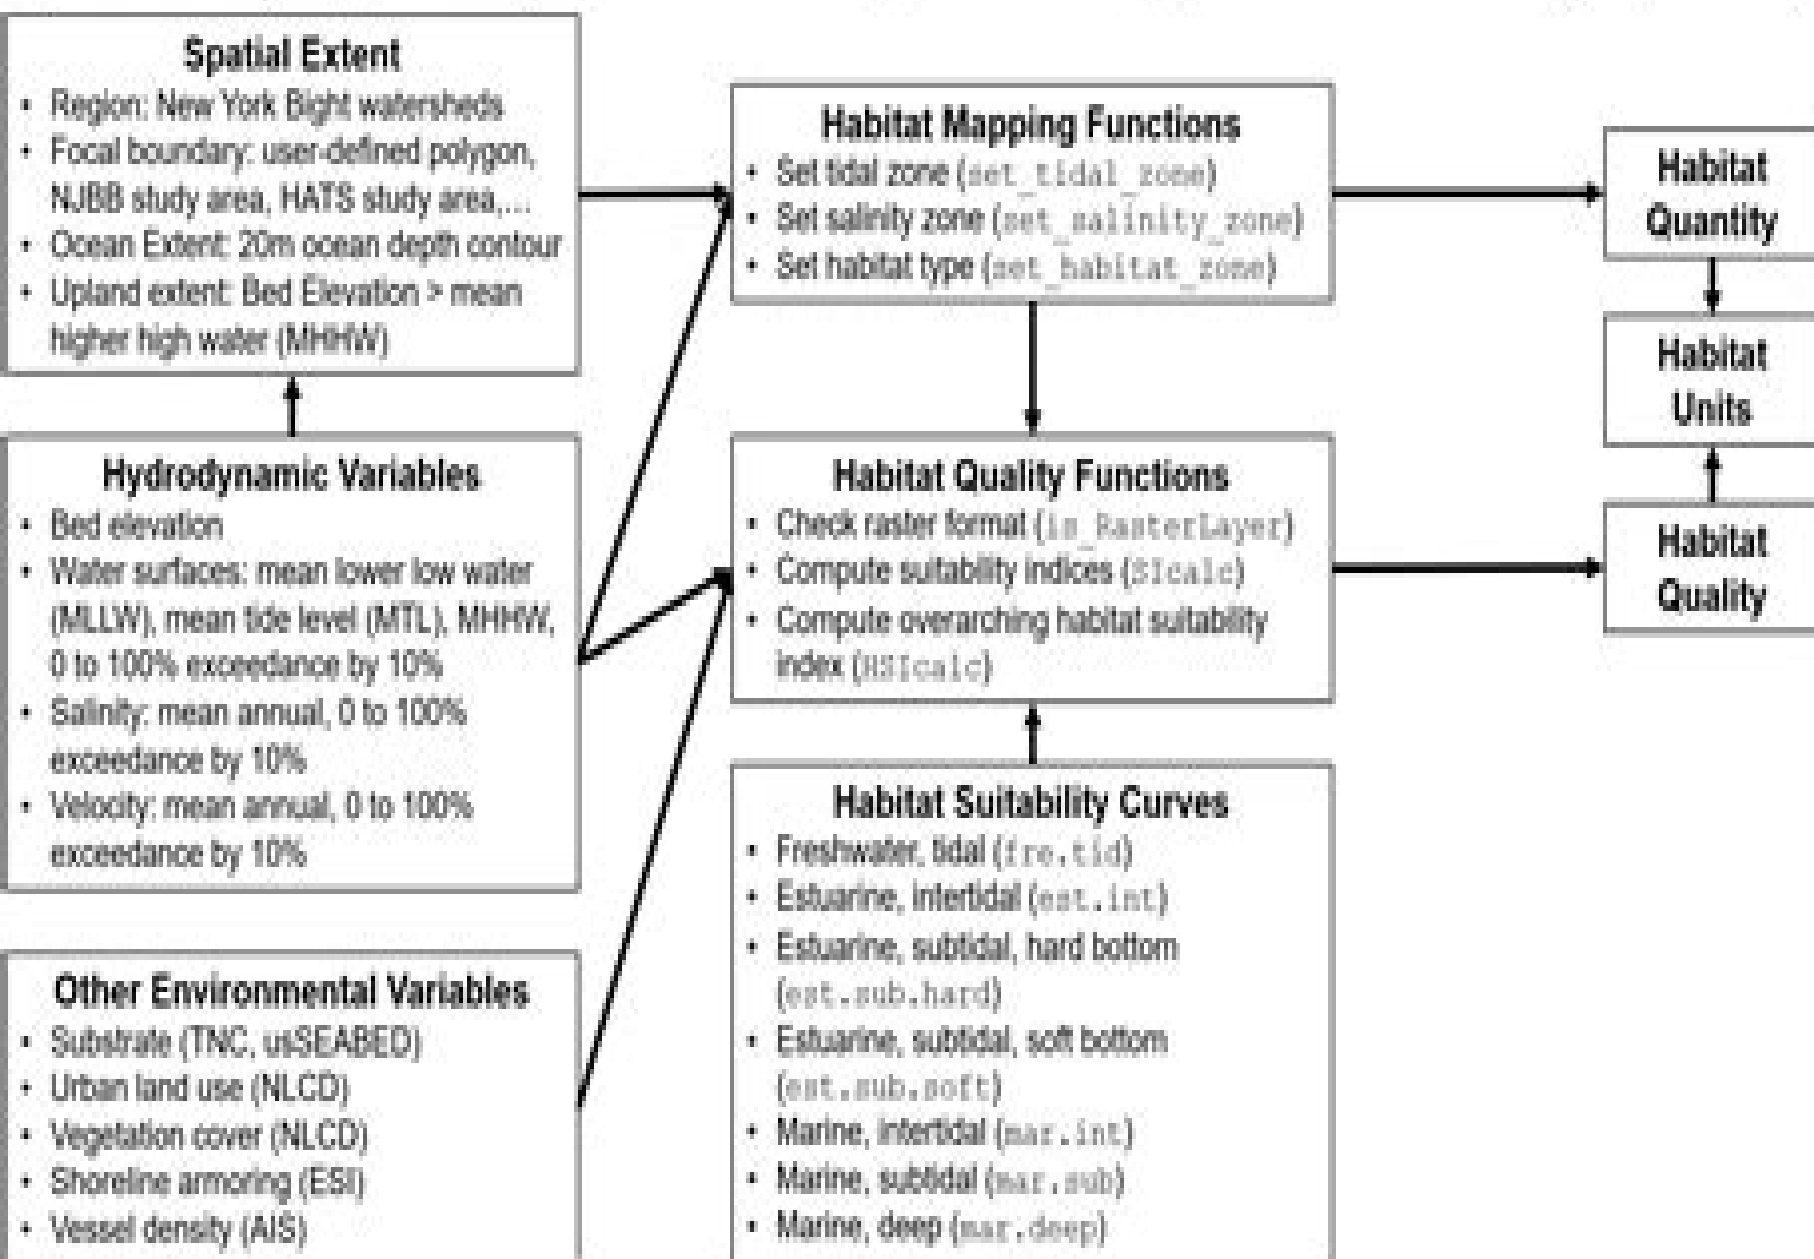 Spatial Extent
• Region: New York Bight watersheds
• Focal boundary: user-defined polygon,
NJBB study area, HATS study area,...
• Ocean Extent: 20m ocean depth contour
• Upland extent: Bed Elevation > mean
higher high water (MHHW)
Hydrodynamic Variables
• Bed elevation
• Water surfaces: mean lower low water
(MLLW), mean tide level (MTL), MHHW,
0 to 100% exceedance by 10%
• Salinity: mean annual, 0 to 100%
exceedance by 10%
• Velocity: mean annual, 0 to 100%
exceedance by 10%
Other Environmental Variables
• Substrate (TNC, usSEABED)
• Urban land use (NLCD)
• Vegetation cover (NLCD)
• Shoreline armoring (ESI)
• Vessel density (AIS)
Habitat Mapping Functions
• Set tidal zone (set_tidal_zone)
• Set salinity zone (set_salinity_zone)
• Set habitat type (set_habitat_zone)
Habitat Quality Functions
• Check raster format (is_RasterLayer)
• Compute suitability indices (SIcalc)
• Compute overarching habitat suitability
index (HSIcalc)
Habitat Suitability Curves
• Freshwater, tidal (fre.tid)
• Estuarine, intertidal (est.int)
• Estuarine, subtidal, hard bottom
(est.sub.hard)
• Estuarine, subtidal, soft bottom
(est.sub.soft)
• Marine, intertidal (mar.int)
• Marine, subtidal (mar.sub)
• Marine, deep (mar.deep)
Habitat
Quantity
Habitat
Units
Habitat
Quality